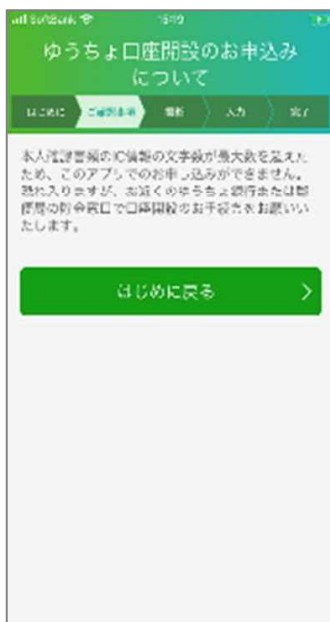 SoftBank
ゆうちょ口座開設のお申込み
について
はじめに ご確認事項 撮影 入力 完了
本人確認書類のIC情報の文字数が最大数を超えた
ため、このアプリでのお申し込みができません。
恐れ入りますが、お近くのゆうちょ銀行または郵
便局の貯金窓口で口座開設のお手続きをお願いい
たします。
はじめに戻る